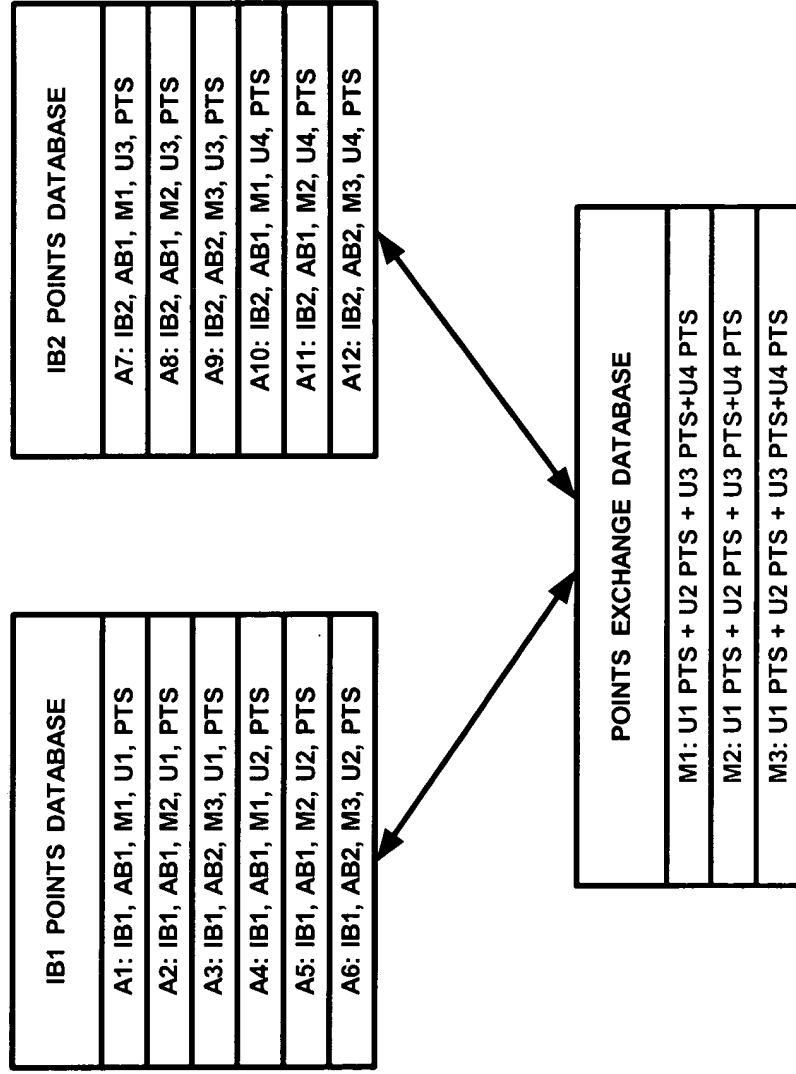 IB1 POINTS DATABASE
A1: IB1, AB1, M1, U1, PTS
A2: IB1, AB1, M2, U1, PTS
A3: IB1, AB2, M3, U1, PTS
A4: IB1, AB1, M1, U2, PTS
A5: IB1, AB1, M2, U2, PTS
A6: IB1, AB2, M3, U2, PTS
IB2 POINTS DATABASE
A7: IB2, AB1, M1, U3, PTS
A8: IB2, AB1, M2, U3, PTS
A9: IB2, AB2, M3, U3, PTS
A10: IB2, AB1, M1, U4, PTS
A11: IB2, AB1, M2, U4, PTS
A12: IB2, AB2, M3, U4, PTS
POINTS EXCHANGE DATABASE
M1: U1 PTS + U2 PTS + U3 PTS+U4 PTS
M2: U1 PTS + U2 PTS + U3 PTS+U4 PTS
M3: U1 PTS + U2 PTS + U3 PTS+U4 PTS